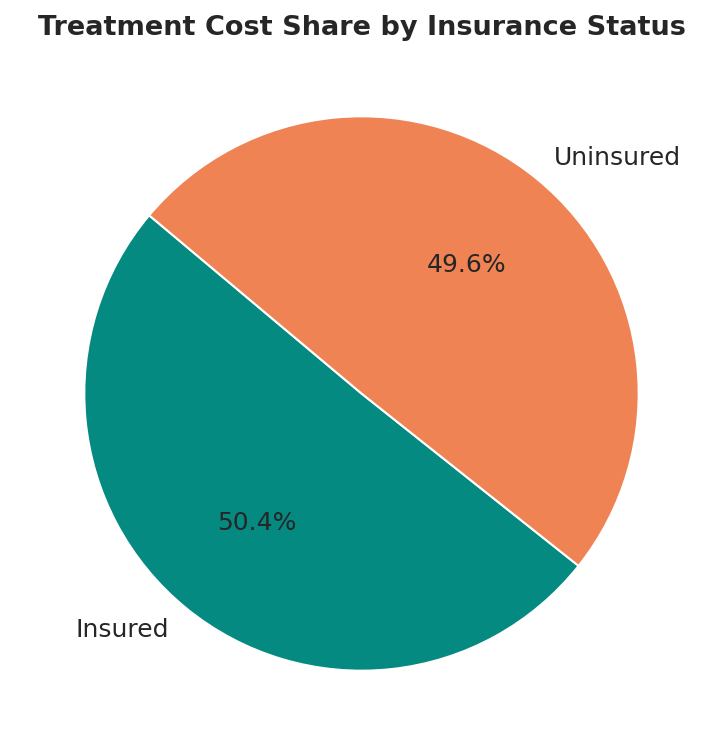 Treatment Cost Share by Insurance Status
Uninsured
49.6%
50.4%
Insured